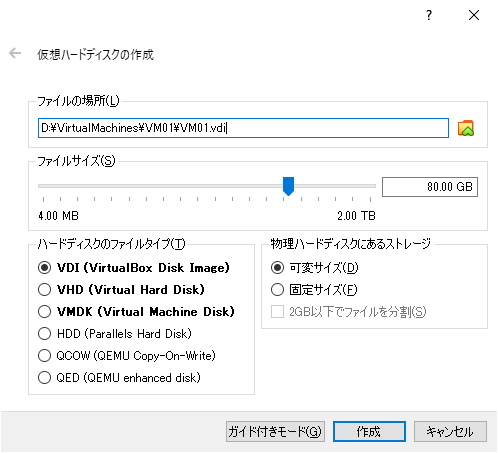 ?
仮想ハードディスクの作成
ファイルの場所(L)
D:¥VirtualMachines¥VM01¥VM01.vdi
ファイルサイズ(S)
80.00 GB
4.00 MB 2.00 TB
ハードディスクのファイルタイプ(T)
VDI (VirtualBox Disk Image)
VHD (Virtual Hard Disk)
VMDK (Virtual Machine Disk)
HDD (Parallels Hard Disk)
QCOW (QEMU Copy-On-Write)
QED (QEMU enhanced disk)
物理ハードディスクにあるストレージ
可変サイズ(D)
固定サイズ(F)
2GB以下でファイルを分割(S)
ガイド付きモード(G) 作成 キャンセル